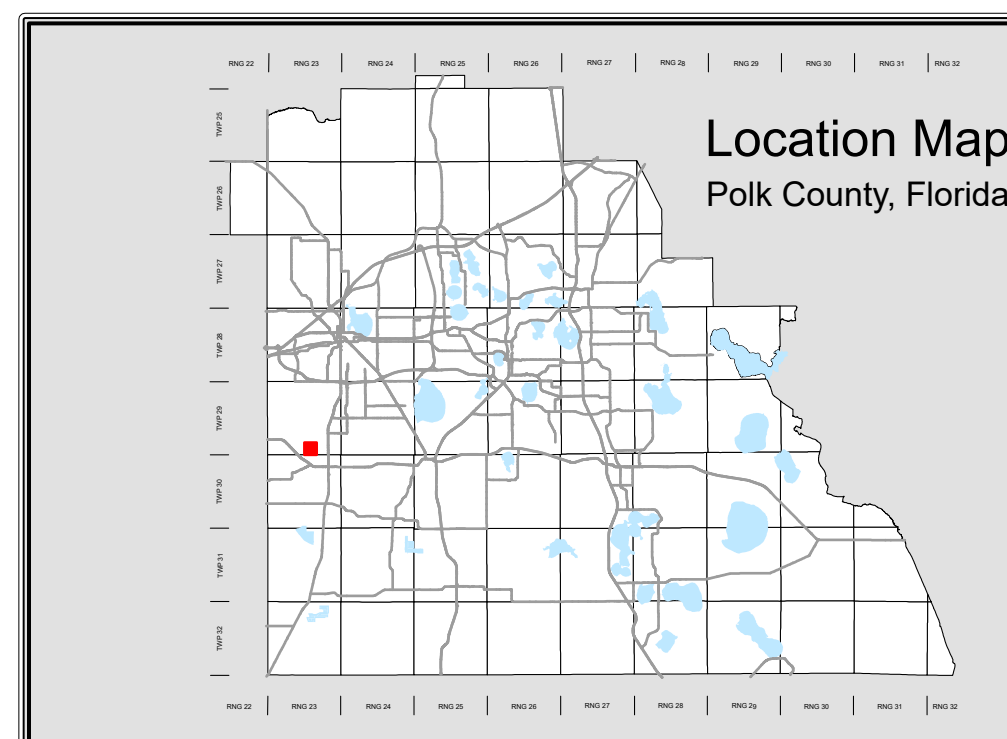 RNG 22 RNG 23 RNG 24 RNG 25 RNG 26 RNG 27 RNG 28 RNG 29 RNG 30 RNG 31 RNG 32
Location Map
Polk County, Florida
TWP 25
TWP 26
TWP 27
TWP 28
TWP 29
TWP 30
TWP 31
TWP 32
RNG 22 RNG 23 RNG 24 RNG 25 RNG 26 RNG 27 RNG 28 RNG 29 RNG 30 RNG 31 RNG 32